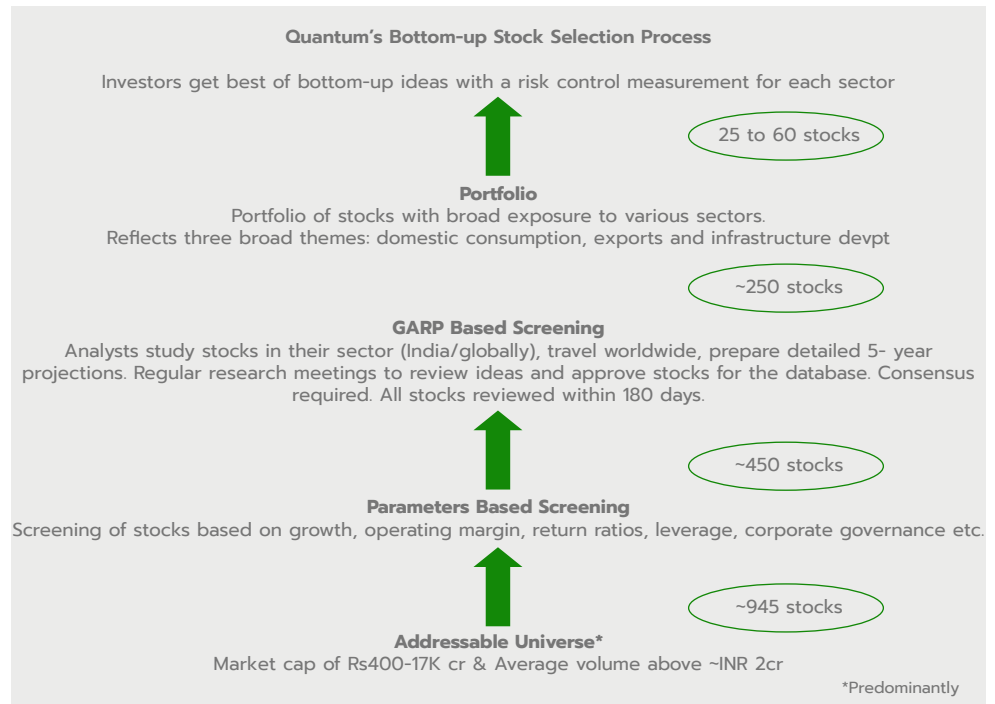 Quantum's Bottom-up Stock Selection Process
Investors get best of bottom-up ideas with a risk control measurement for each sector
25 to 60 stocks
Portfolio
Portfolio of stocks with broad exposure to various sectors.
Reflects three broad themes: domestic consumption, exports and infrastructure devpt
~250 stocks
GARP Based Screening
Analysts study stocks in their sector (India/globally), travel worldwide, prepare detailed 5- year
projections. Regular research meetings to review ideas and approve stocks for the database. Consensus
required. All stocks reviewed within 180 days.
~450 stocks
Parameters Based Screening
Screening of stocks based on growth, operating margin, return ratios, leverage, corporate governance etc.
~945 stocks
Addressable Universe*
Market cap of Rs400-17K cr & Average volume above ~INR 2cr
*Predominantly